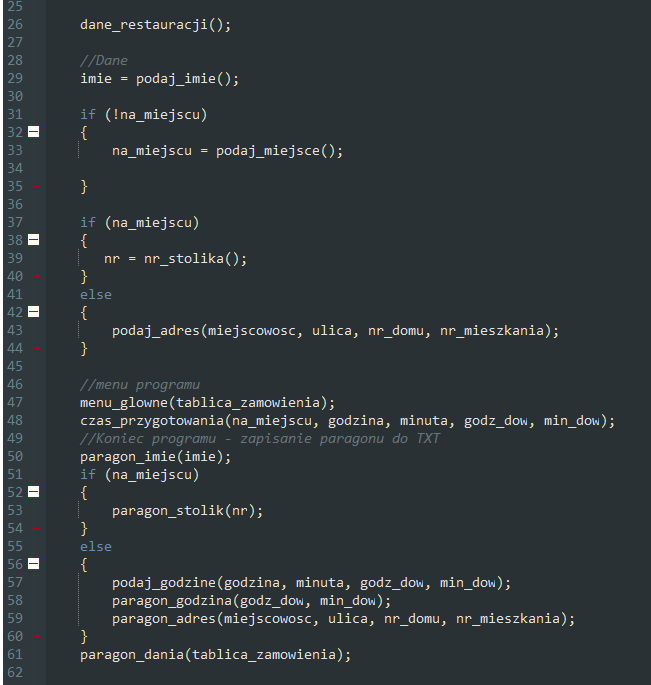 25
26 dane_restauracji();
27
28 //Dane
29 imie = podaj_imie();
30
31 if (!na_miejscu)
32 {
33 na_miejscu = podaj_miejsce();
34
35 }
36
37 if (na_miejscu)
38 {
39 nr = nr_stolika();
40 }
41 else
42 {
43 podaj_adres(miejscowosc, ulica, nr_domu, nr_mieszkania);
44 }
45
46 //menu programu
47 menu_glowne(tablica_zamowienia);
48 czas_przygotowania(na_miejscu, godzina, minuta, godz_dow, min_dow);
49 //Koniec programu - zapisanie paragonu do TXT
50 paragon_imie(imie);
51 if (na_miejscu)
52 {
53 paragon_stolik(nr);
54 }
55 else
56 {
57 podaj_godzine(godzina, minuta, godz_dow, min_dow);
58 paragon_godzina(godz_dow, min_dow);
59 paragon_adres(miejscowosc, ulica, nr_domu, nr_mieszkania);
60 }
61 paragon_dania(tablica_zamowienia);
62